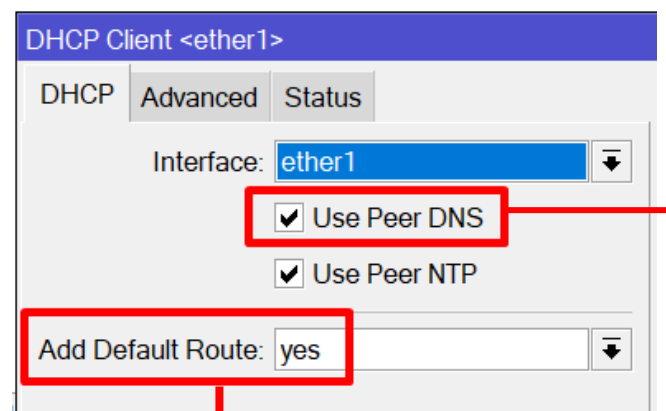 DHCP Client <ether1>
DHCP Advanced Status
Interface: ether1
Use Peer DNS
Use Peer NTP
Add Default Route: yes